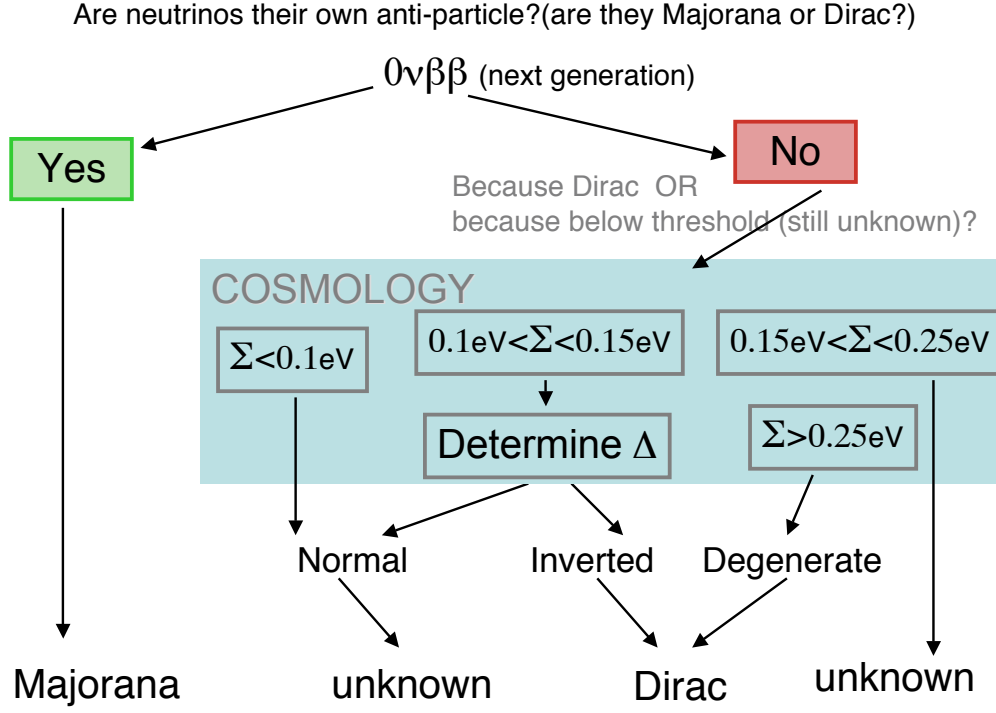 Are neutrinos their own anti-particle?(are they Majorana or Dirac?)
0νββ (next generation)
Yes
No
Because Dirac OR
because below threshold (still unknown)?
COSMOLOGY
Σ<0.1eV
0.1eV<Σ<0.15eV
0.15eV<Σ<0.25eV
Determine Δ
Σ>0.25eV
Normal
Inverted
Degenerate
Majorana
unknown
Dirac
unknown